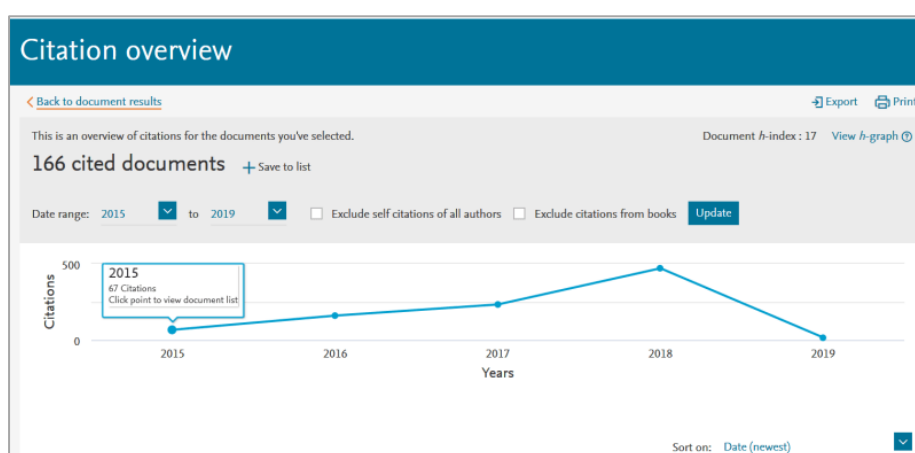 Citation overview
Back to document results
Export Print
This is an overview of citations for the documents you've selected.
Document h-index : 17 View h-graph
166 cited documents + Save to list
Date range: 2015 to 2019 Exclude self citations of all authors Exclude citations from books Update
500
2015
67 Citations
Click point to view document list
Citations
0
2015 2016 2017 2018 2019
Years
Sort on: Date (newest)